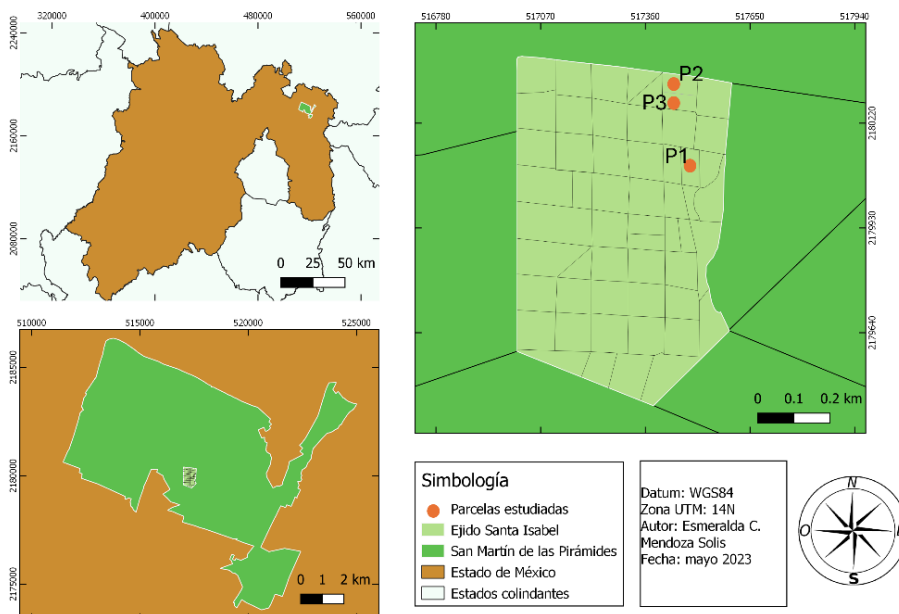 320000 400000 480000 560000
2240000
2160000
2080000
0 25 50 km
510000 515000 520000 525000
2185000
2180000
2175000
0 1 2 km
516780 517070 517360 517650 517940
P2
P3
P1
2180220
2179930
2179640
0 0.1 0.2 km
Simbología
Parcelas estudiadas
Ejido Santa Isabel
San Martín de las Pirámides
Estado de México
Estados colindantes
Datum: WGS84
Zona UTM: 14N
Autor: Esmeralda C.
Mendoza Solis
Fecha: mayo 2023
N
O
E
S